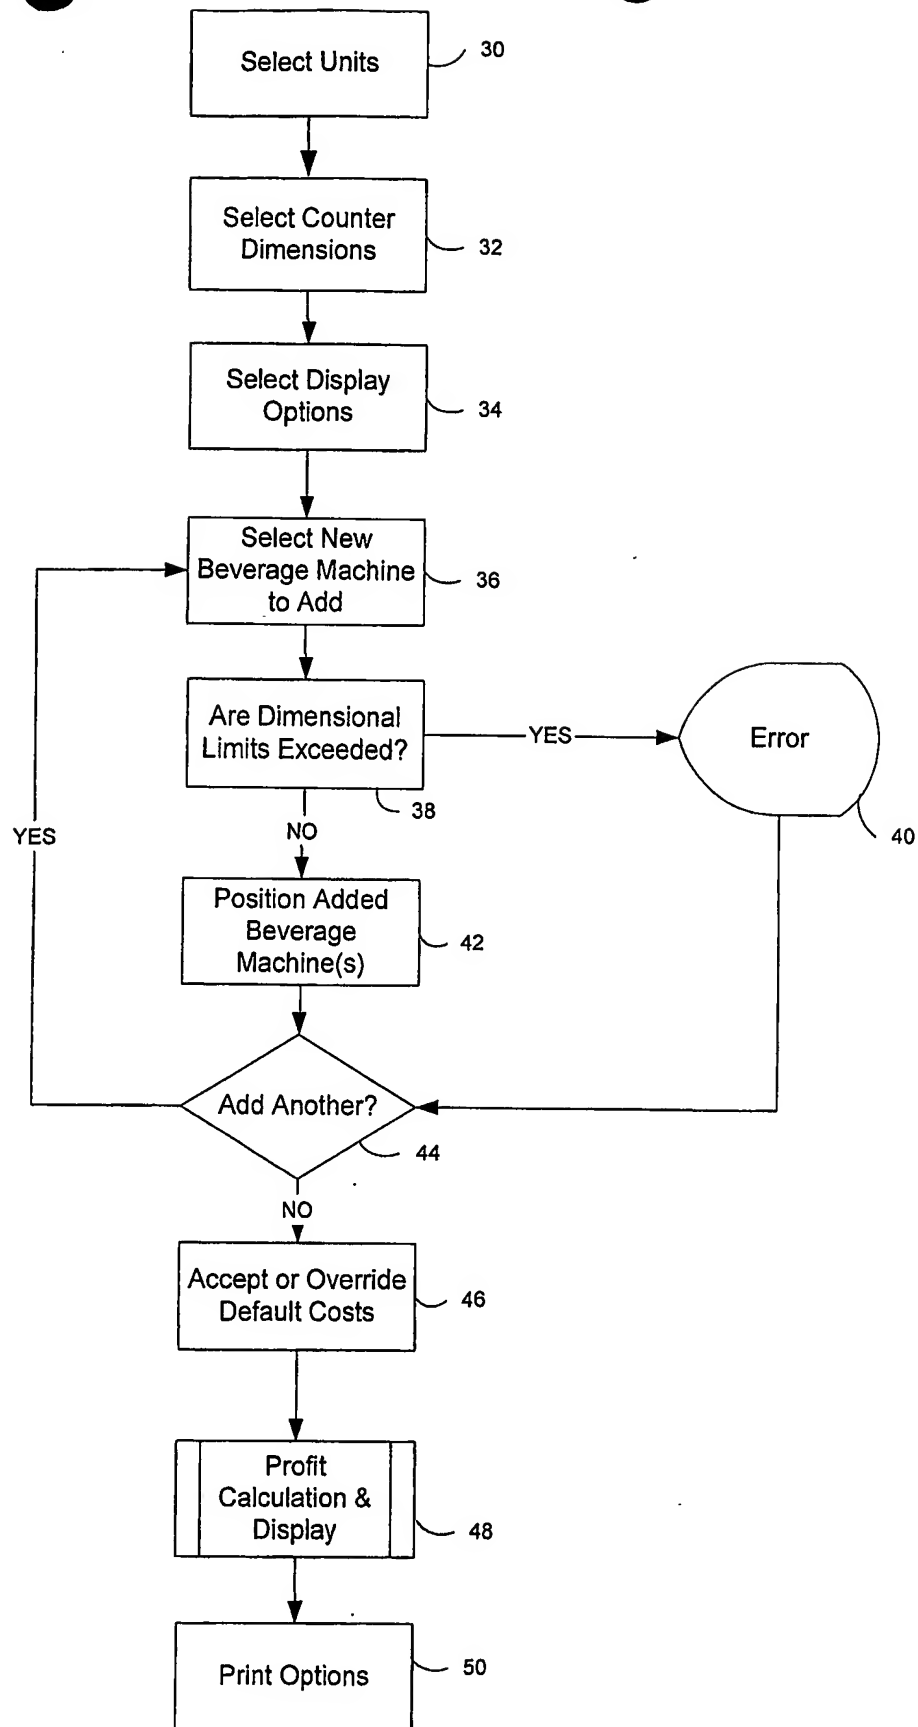 Select Units
30
Select Counter
Dimensions
32
Select Display
Options
34
Select New
Beverage Machine
to Add
36
Are Dimensional
Limits Exceeded?
38
YES
Error
40
NO
YES
Position Added
Beverage
Machine(s)
42
Add Another?
44
NO
Accept or Override
Default Costs
46
Profit
Calculation &
Display
48
Print Options
50